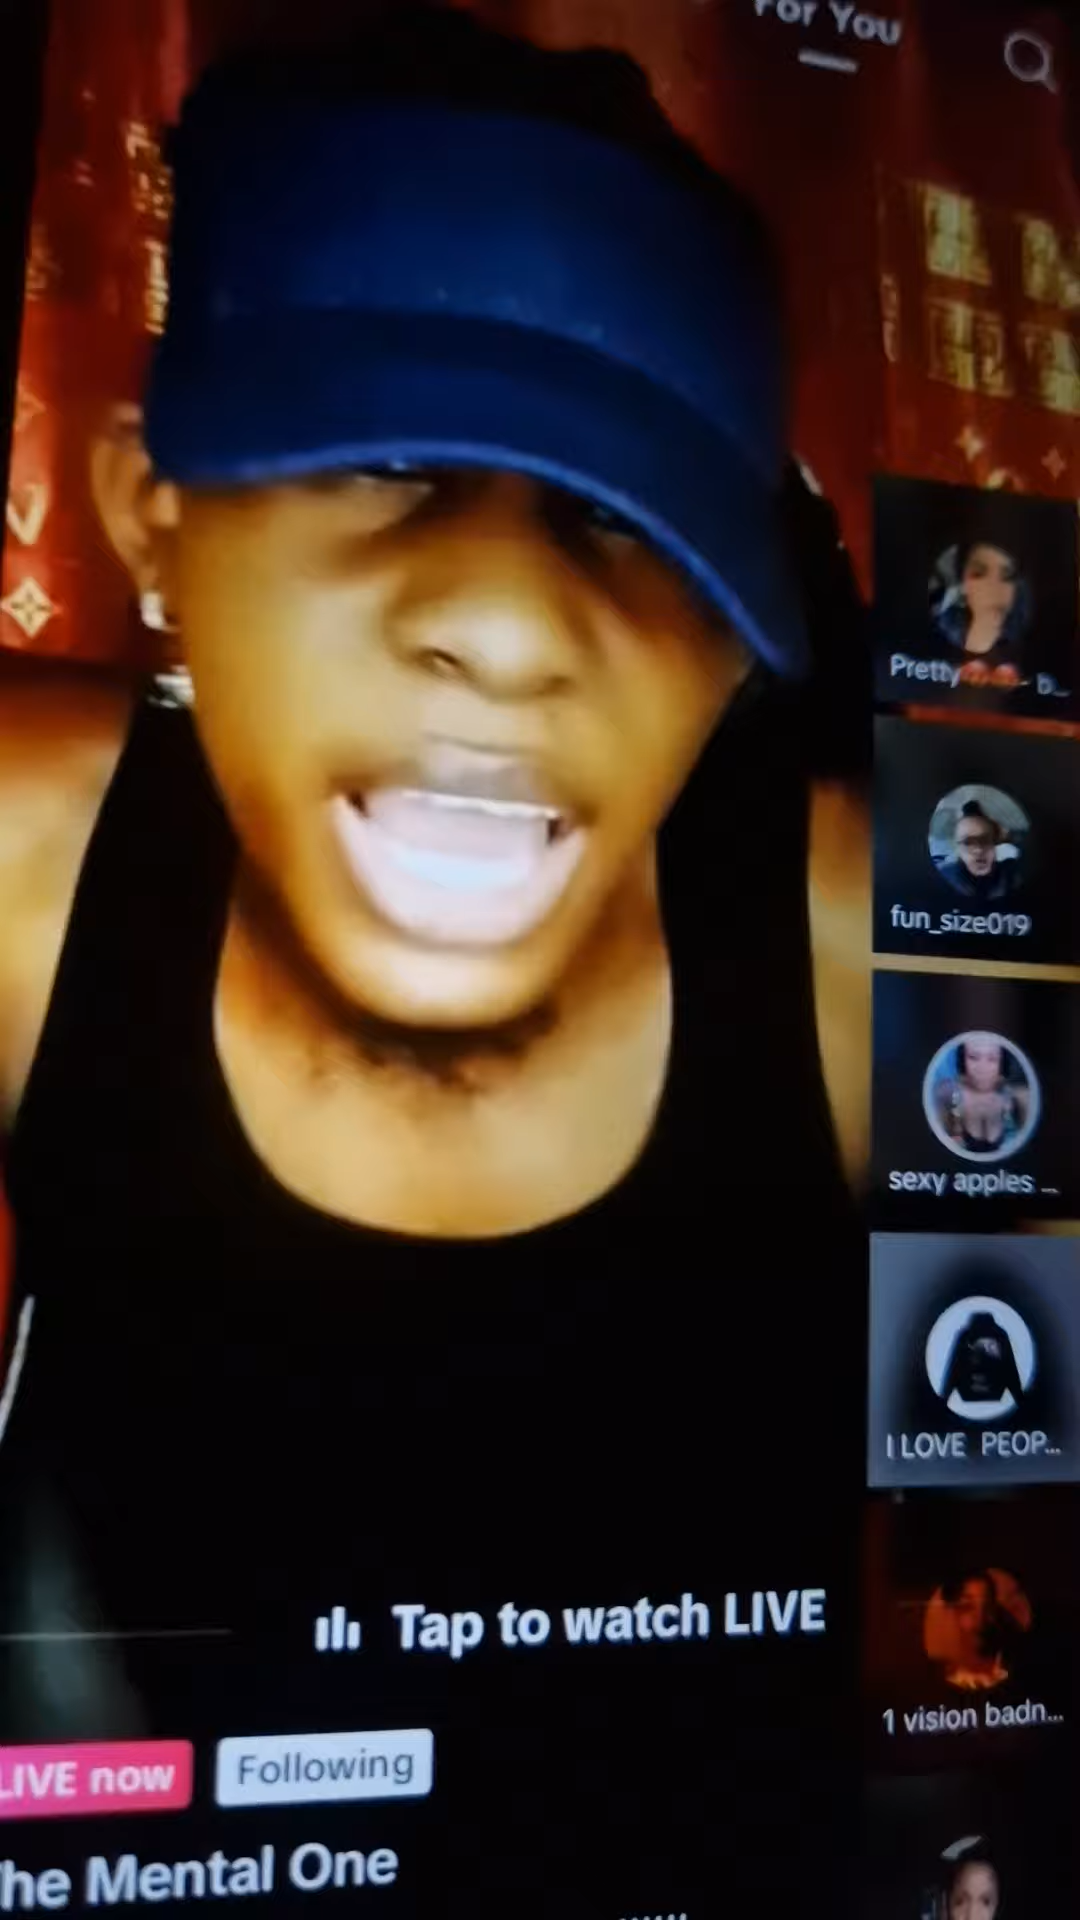 For You
Pretty - b...
fun_size019
sexy apples ...
I LOVE PEOP...
1 vision badn...
Tap to watch LIVE
LIVE now
Following
The Mental One